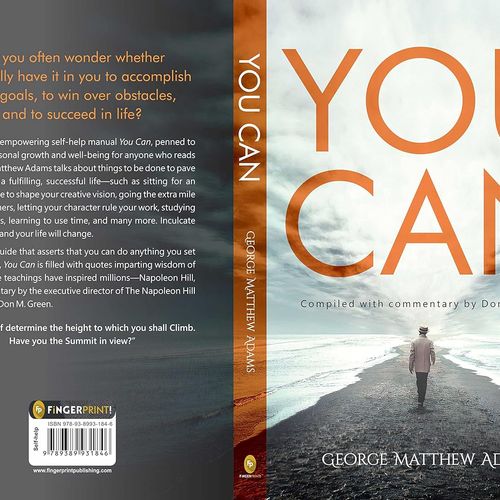 you often wonder whether
lly have it in you to accomplish
goals, to win over obstacles,
and to succeed in life?
empowering self-help manual You Can, penned to
sonal growth and well-being for anyone who reads
atthew Adams talks about things to be done to pave
a fulfilling, successful life—such as sitting for an
e to shape your creative vision, going the extra mile
ners, letting your character rule your work, studying
s, learning to use time, and many more. Inculcate
and your life will change.
uide that asserts that you can do anything you set
, You Can is filled with quotes imparting wisdom of
e teachings have inspired millions—Napoleon Hill,
tary by the executive director of The Napoleon Hill
Don M. Green.
f determine the height to which you shall Climb.
Have you the Summit in view?”
FP
FiNGERPRINT!
Self-help
ISBN 978-93-8993-184-6
9 789389 931846
www.fingerprintpublishing.com
YOU CAN
GEORGE MATTHEW ADAMS
FP
FINGERPRINT!
YOU
CAN
Compiled with commentary by Don
GEORGE MATTHEW AD